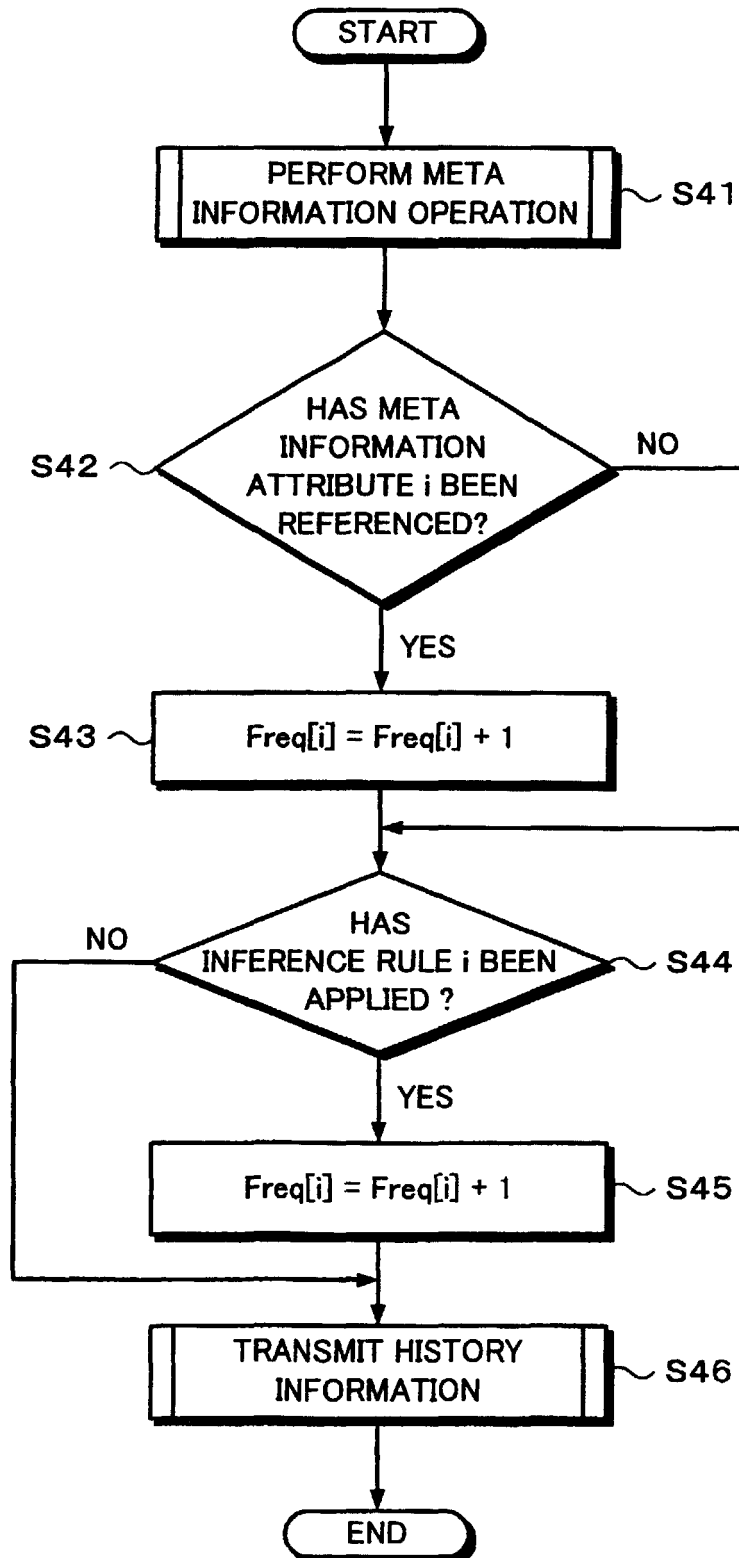 START
PERFORM META
INFORMATION OPERATION
S41
HAS META
INFORMATION
ATTRIBUTE i BEEN
REFERENCED?
S42
NO
YES
S43
Freq[i] = Freq[i] + 1
HAS
INFERENCE RULE i BEEN
APPLIED ?
NO
S44
YES
Freq[i] = Freq[i] + 1
S45
TRANSMIT HISTORY
INFORMATION
S46
END